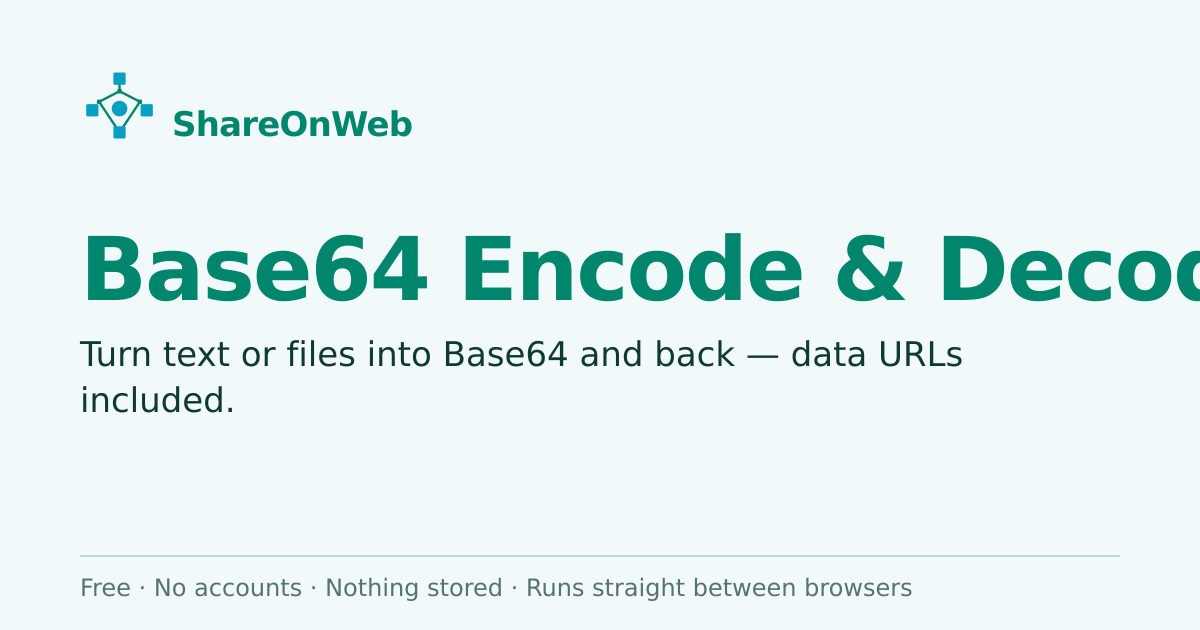 ShareOnWeb
Base64 Encode & Decod
Turn text or files into Base64 and back — data URLs
included.
Free · No accounts · Nothing stored · Runs straight between browsers